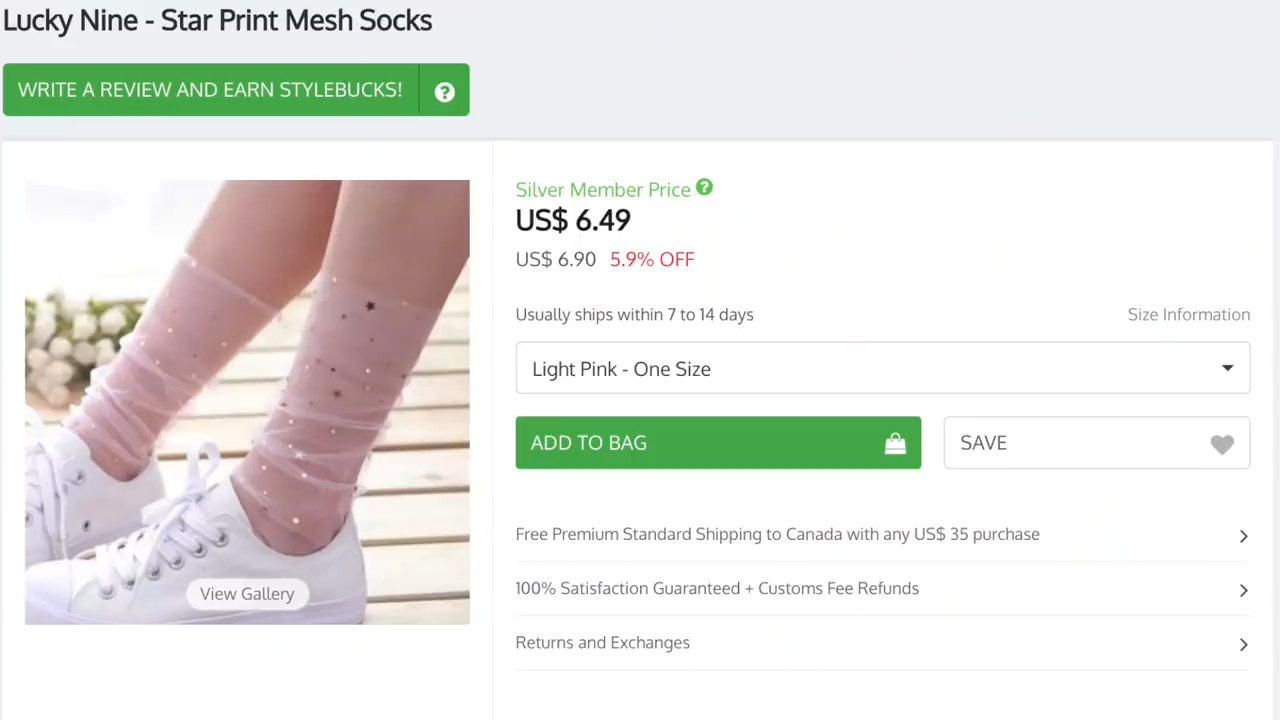 Lucky Nine - Star Print Mesh Socks
WRITE A REVIEW AND EARN STYLEBUCKS!
Silver Member Price
US$ 6.49
US$ 6.90 5.9% OFF
Usually ships within 7 to 14 days
Size Information
Light Pink - One Size
ADD TO BAG
SAVE
Free Premium Standard Shipping to Canada with any US$ 35 purchase
100% Satisfaction Guaranteed + Customs Fee Refunds
Returns and Exchanges
View Gallery